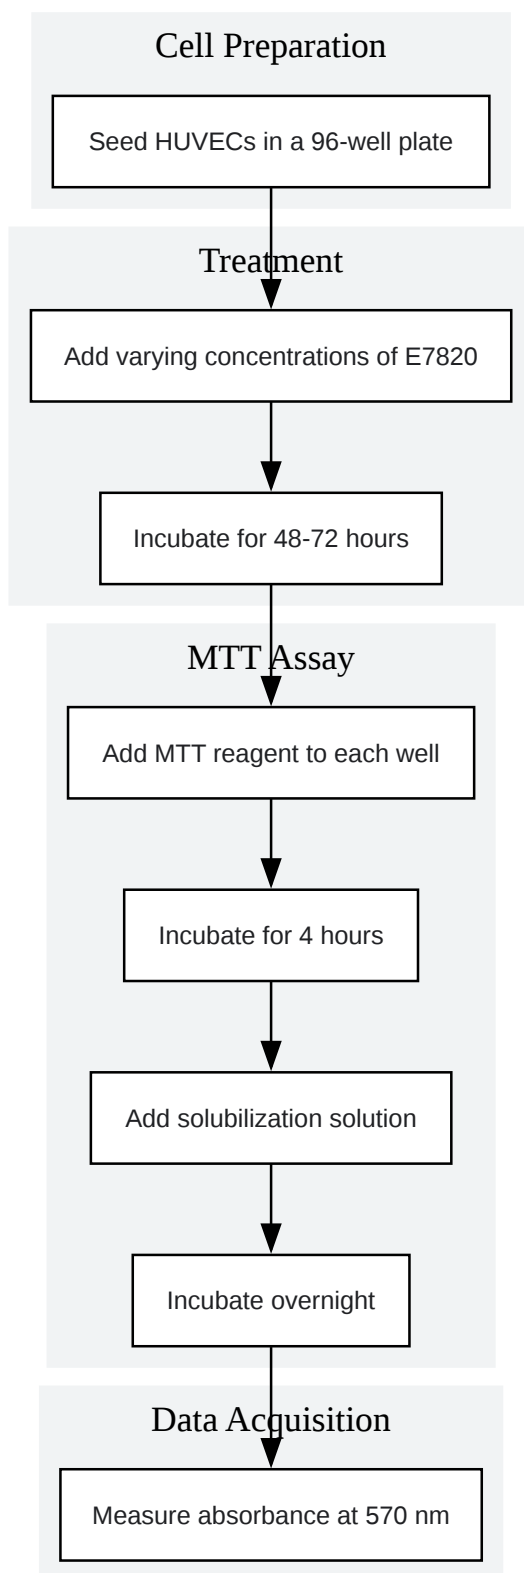 Cell Preparation
Seed HUVECs in a 96-well plate
Treatment
Add varying concentrations of E7820
Incubate for 48-72 hours
MTT Assay
Add MTT reagent to each well
Incubate for 4 hours
Add solubilization solution
Incubate overnight
Data Acquisition
Measure absorbance at 570 nm